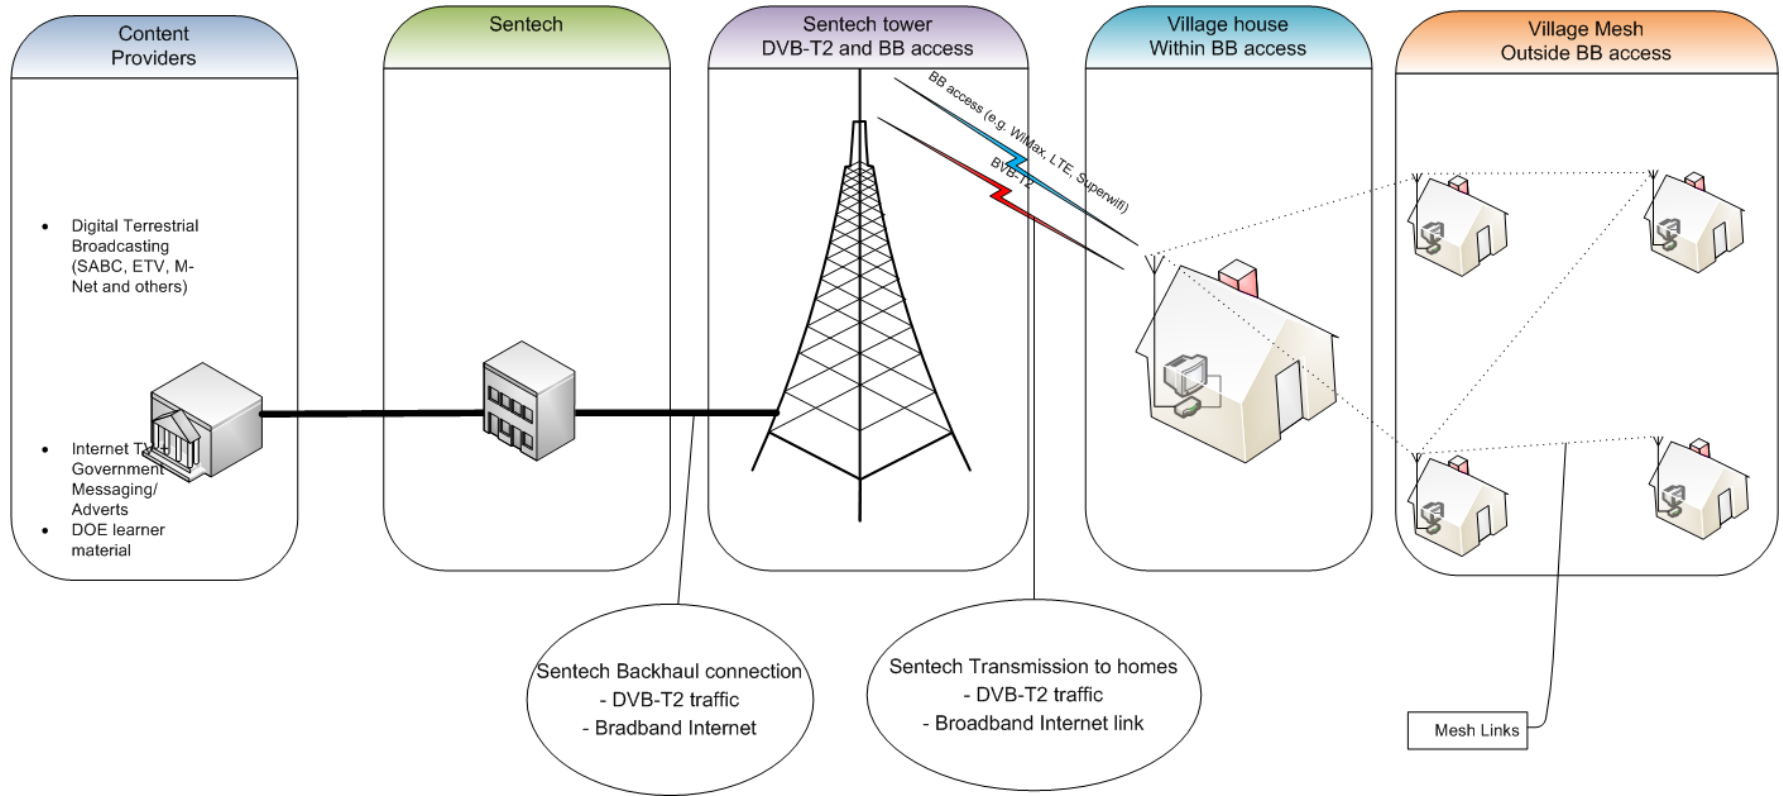 Content
Providers
Sentech
Sentech tower
DVB-T2 and BB access
Village house
Within BB access
Village Mesh
Outside BB access
BB access (e.g. WiMax, LTE, Superwifi)
BVB-T2
• Digital Terrestrial
Broadcasting
(SABC, ETV, M-
Net and others)
• Internet TV
Government
Messaging/
Adverts
• DOE learner
material
Sentech Backhaul connection
- DVB-T2 traffic
- Bradband Internet
Sentech Transmission to homes
- DVB-T2 traffic
- Broadband Internet link
Mesh Links